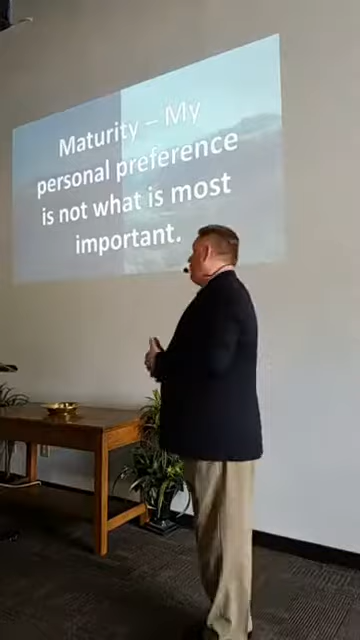 Maturity – My
personal preference
is not what is most
important.